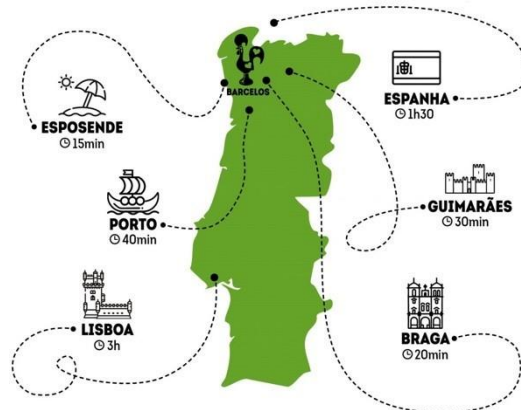 BARCELOS
ESPANHA
1h30
ESPOSENDE
15min
GUIMARÃES
30min
PORTO
40min
LISBOA
3h
BRAGA
20min